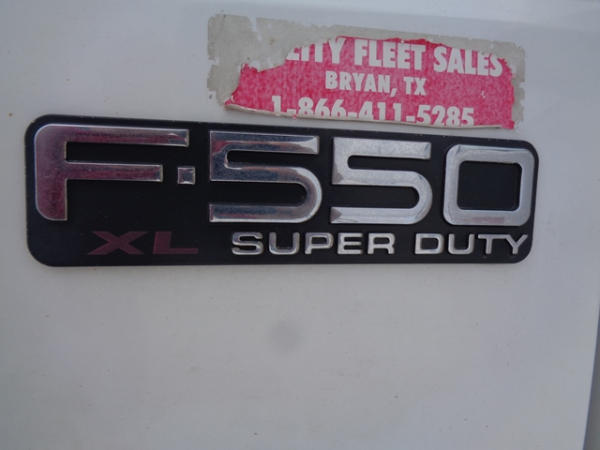 FLEET SALES
BRYAN, TX
1-866-411-5285
F-550
XL SUPER DUTY